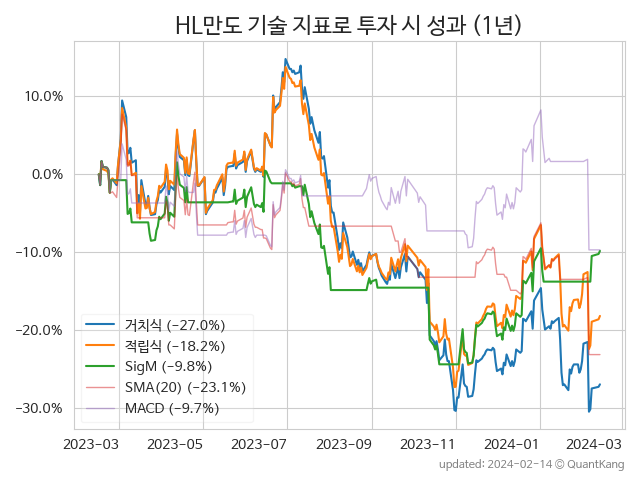 HL만도 기술 지표로 투자 시 성과 (1년)
10.0%
0.0%
−10.0%
−20.0%
−30.0%
거치식 (−27.0%)
적립식 (−18.2%)
SigM (−9.8%)
SMA(20) (−23.1%)
MACD (−9.7%)
2023-03 2023-05 2023-07 2023-09 2023-11 2024-01 2024-03
updated: 2024-02-14 © QuantKang